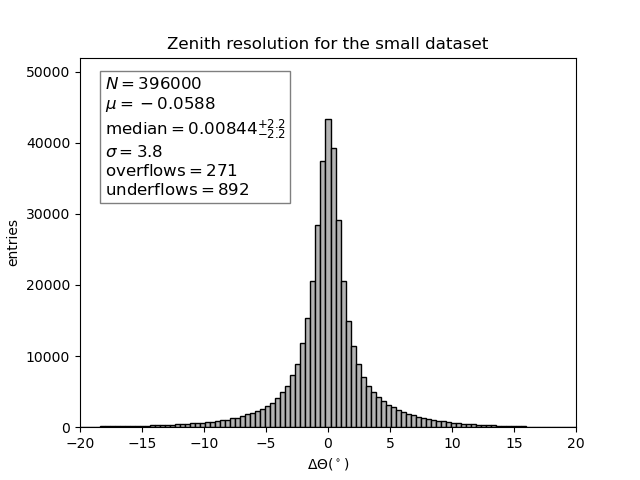 Zenith resolution for the small dataset
50000
40000
30000
20000
10000
0
entries
N = 396000
μ = −0.0588
median = 0.00844 +2.2 −2.2
σ = 3.8
overflows = 271
underflows = 892
−20 −15 −10 −5 0 5 10 15 20
ΔΘ(°)